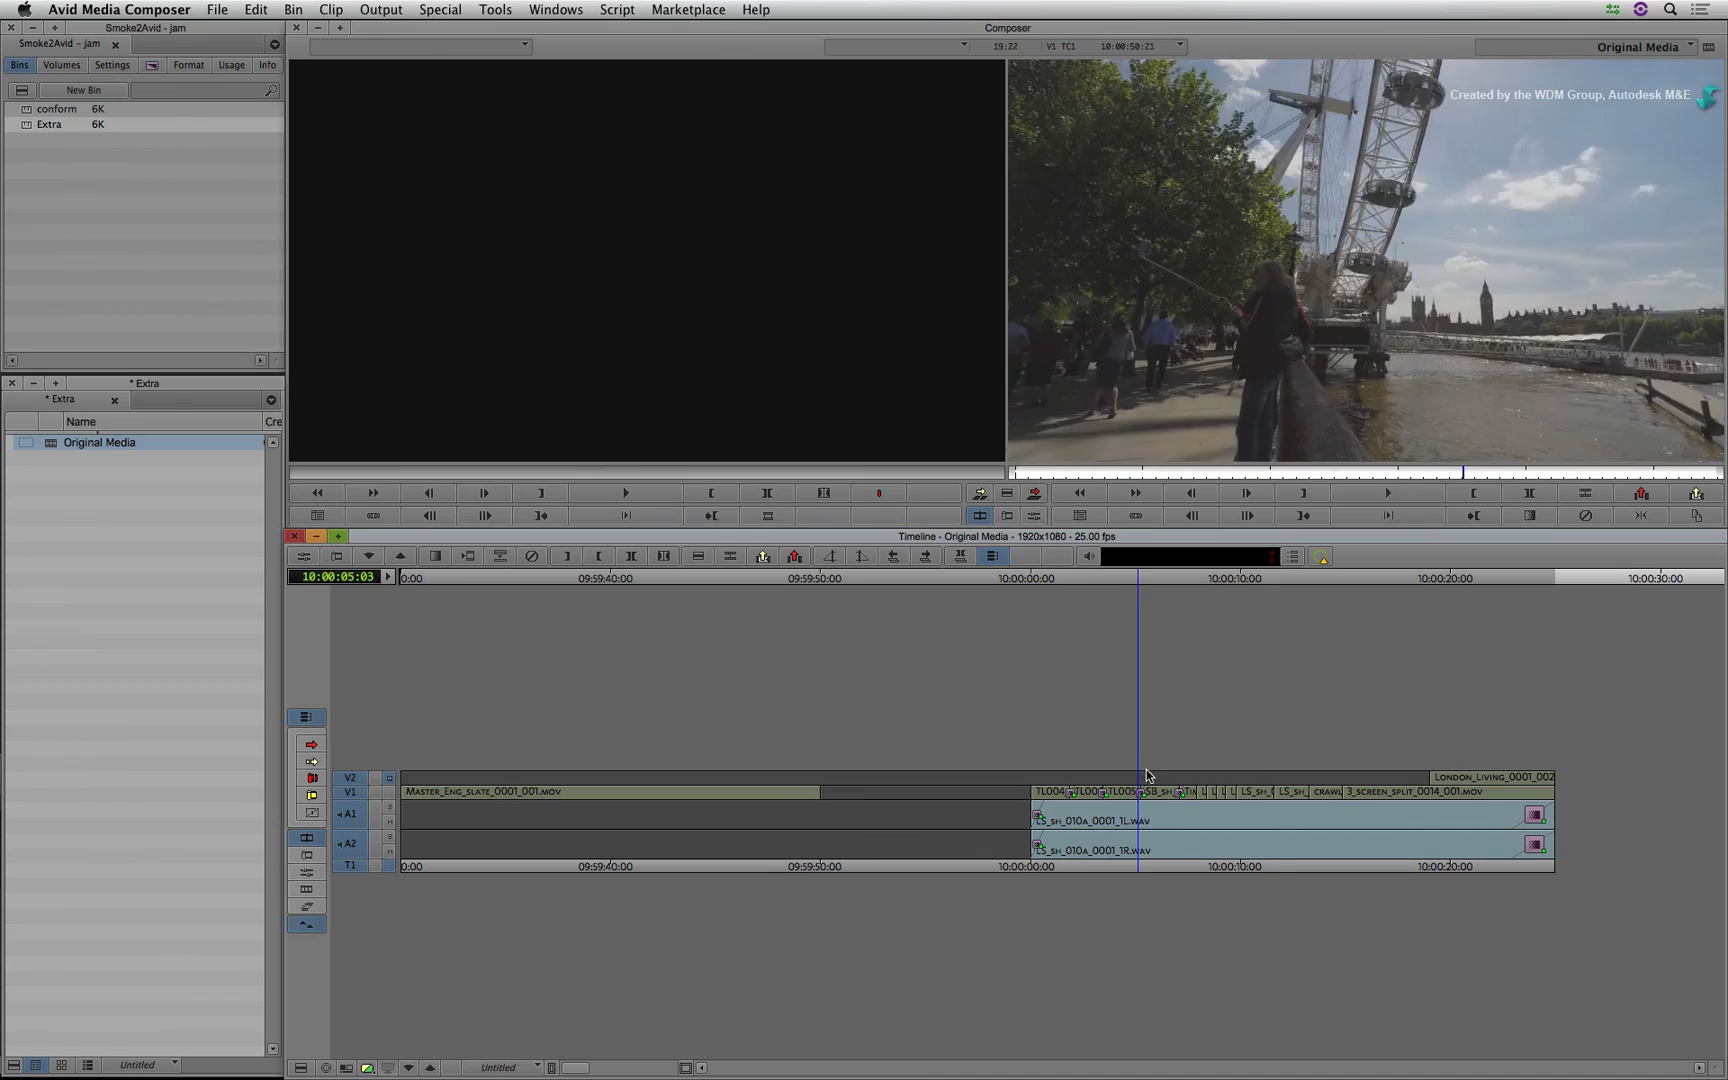 Avid Media Composer File Edit Bin Clip Output Special Tools Windows Script Marketplace Help
Smoke2Avid - jam
Composer
Smoke2Avid - jam
19:22 V1 TC1 10:00:50:21
Original Media
Bins Volumes Settings Format Usage Info
New Bin
conform 6K
Extra 6K
Created by the WDM Group, Autodesk M&E
* Extra
* Extra
Name Cre
Original Media
Timeline - Original Media - 1920x1080 - 25.00 fps
10:00:05:03
0:00 09:59:40:00 09:59:50:00 10:00:00:00 10:00:10:00 10:00:20:00 10:00:30:00
V2 LONDON_LIVING_0001_002
V1 MASTER_ENG_SLATE_0001_001.MOV TL004 TL00 TL005 SB_SH_ TIM L L L L LS_SH_0 LS_SH_ CRAWL 3_SCREEN_SPLIT_0014_001.MOV
A1 LS_SH_010A_0001_1L.WAV
A2 LS_SH_010A_0001_1R.WAV
T1 0:00 09:59:40:00 09:59:50:00 10:00:00:00 10:00:10:00 10:00:20:00
Untitled
Untitled